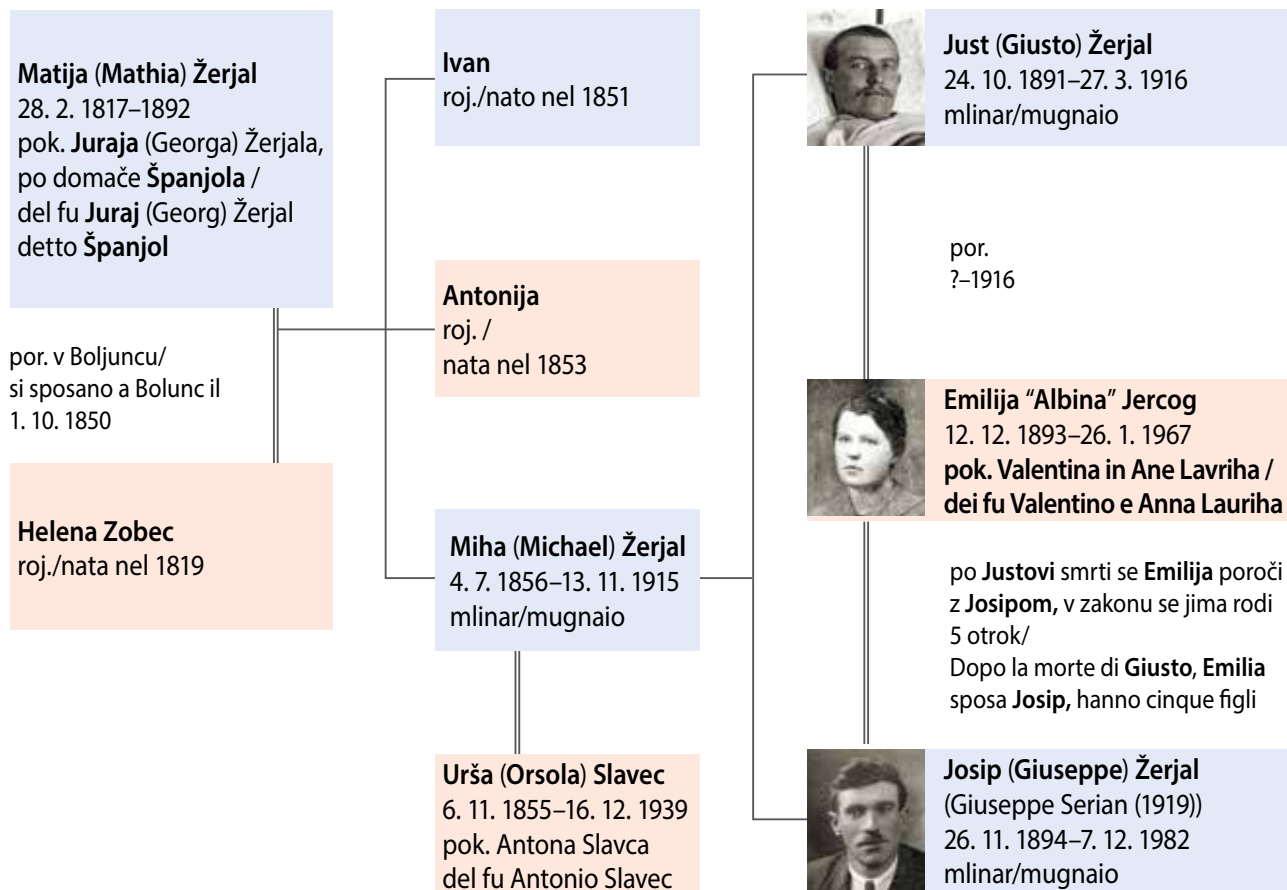 Matija (Mathia) Žerjal
28. 2. 1817–1892
pok. Juraja (Georga) Žerjala,
po domače Španjola /
del fu Juraj (Georg) Žerjal
detto Španjol
por. v Boljuncu/
si sposano a Bolunc il
1. 10. 1850
Helena Zobec
roj./nata nel 1819
Ivan
roj./nato nel 1851
Antonija
roj. /
nata nel 1853
Miha (Michael) Žerjal
4. 7. 1856–13. 11. 1915
mlinar/mugnaio
Urša (Orsola) Slavec
6. 11. 1855–16. 12. 1939
pok. Antona Slavca
del fu Antonio Slavec
Just (Giusto) Žerjal
24. 10. 1891–27. 3. 1916
mlinar/mugnaio
por.
?–1916
Emilija “Albina” Jercog
12. 12. 1893–26. 1. 1967
pok. Valentina in Ane Lavriha /
dei fu Valentino e Anna Lauriha
po Justovi smrti se Emilija poroči
z Josipom, v zakonu se jima rodi
5 otrok/
Dopo la morte di Giusto, Emilia
sposa Josip, hanno cinque figli
Josip (Giuseppe) Žerjal
(Giuseppe Serian (1919))
26. 11. 1894–7. 12. 1982
mlinar/mugnaio